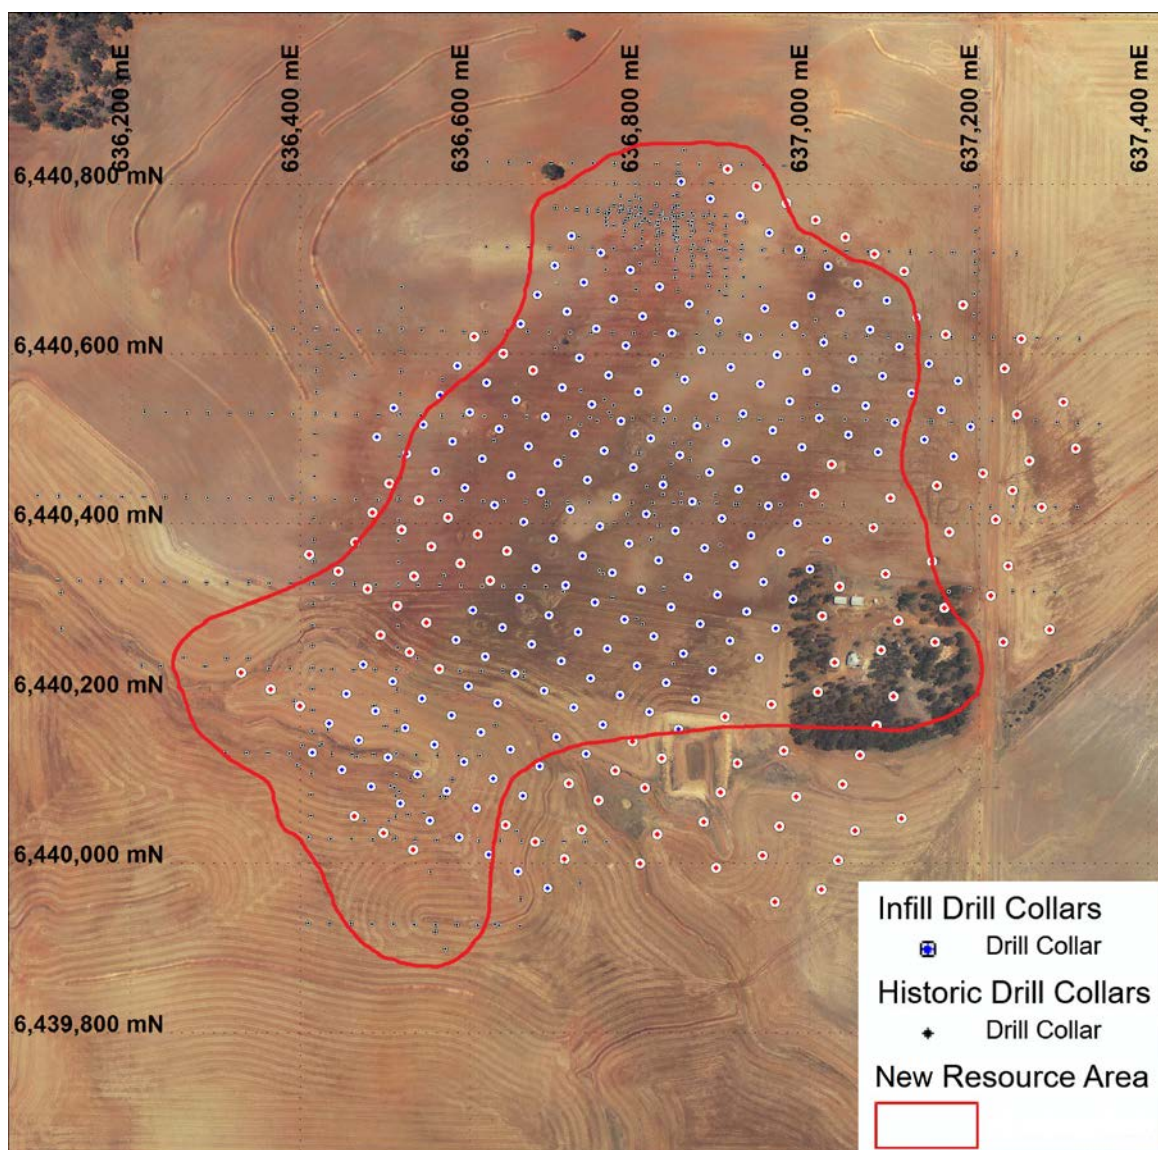 636,200 mE
636,400 mE
636,600 mE
636,800 mE
637,000 mE
637,200 mE
637,400 mE
6,440,800 mN
6,440,600 mN
6,440,400 mN
6,440,200 mN
6,440,000 mN
6,439,800 mN
Infill Drill Collars
Drill Collar
Historic Drill Collars
Drill Collar
New Resource Area